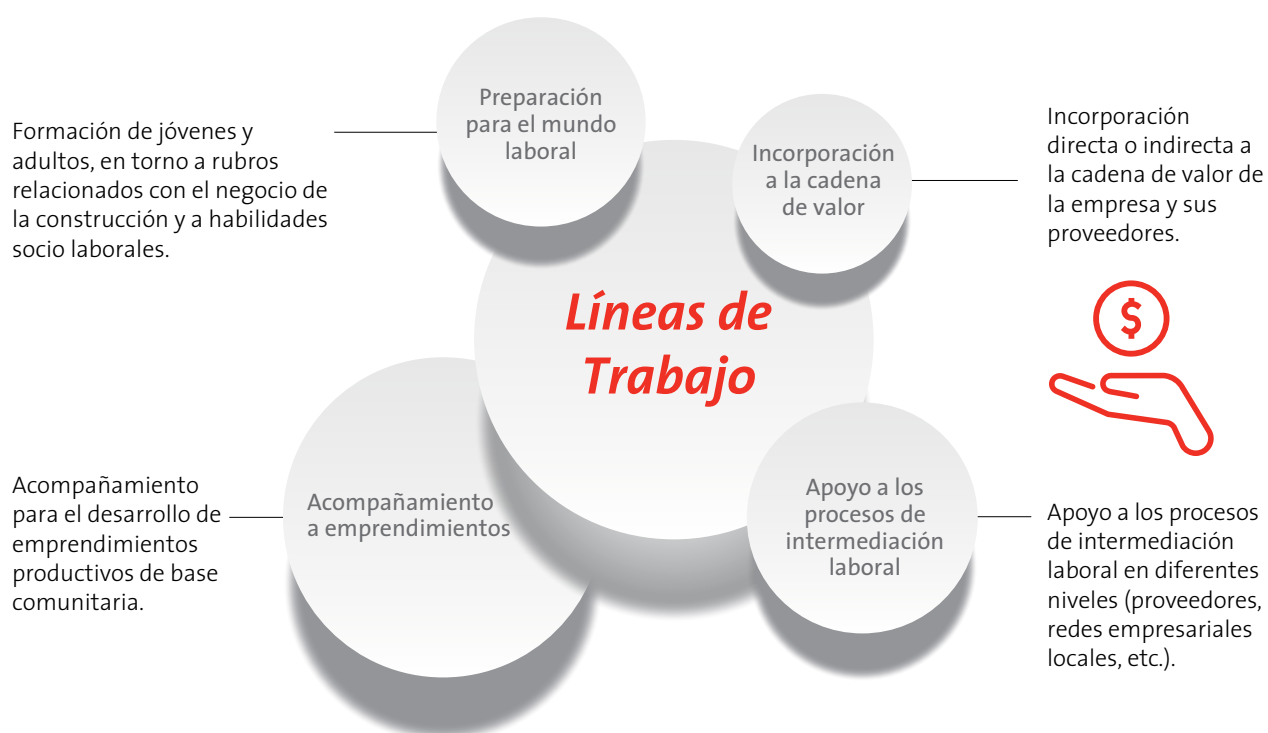 Formación de jóvenes y
adultos, en torno a rubros
relacionados con el negocio de
la construcción y a habilidades
socio laborales.
Preparación
para el mundo
laboral
Incorporación
a la cadena
de valor
Incorporación
directa o indirecta a
la cadena de valor de
la empresa y sus
proveedores.
Líneas de
Trabajo
$
Acompañamiento
para el desarrollo de
emprendimientos
productivos de base
comunitaria.
Acompañamiento
a emprendimientos
Apoyo a los
procesos de
intermediación
laboral
Apoyo a los procesos
de intermediación
laboral en diferentes
niveles (proveedores,
redes empresariales
locales, etc.).